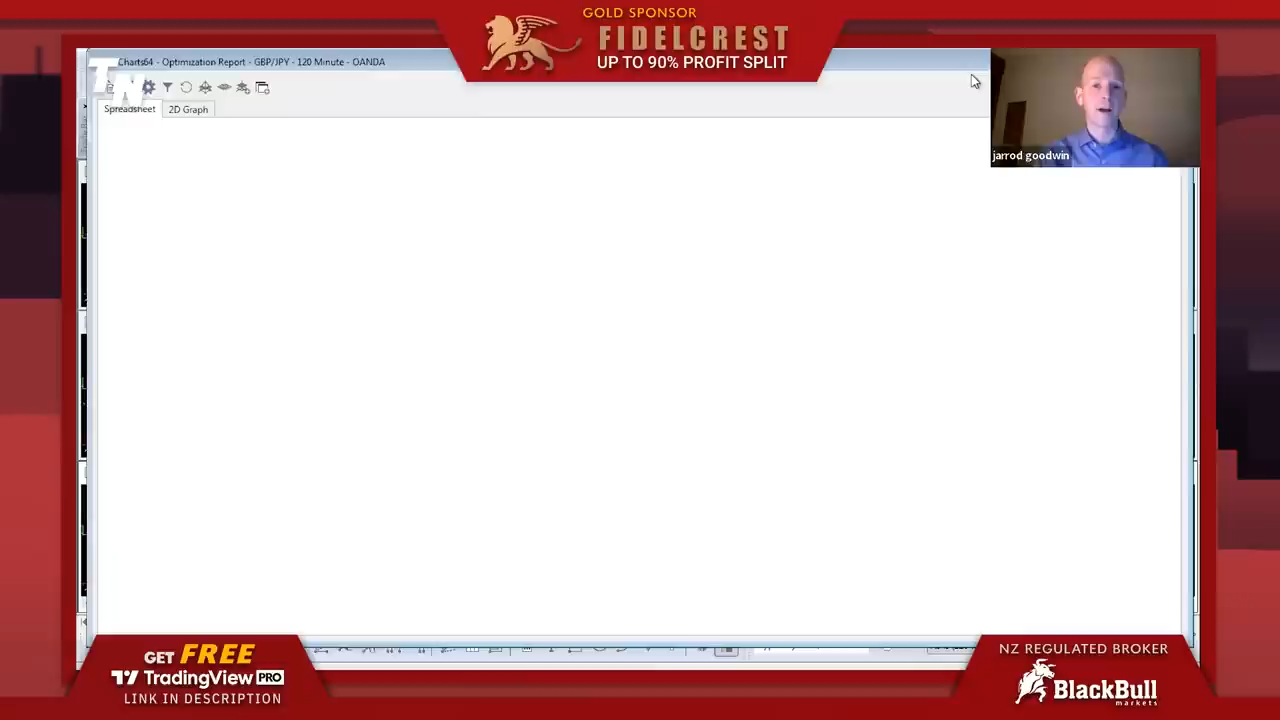 GOLD SPONSOR
FIDELCREST
UP TO 90% PROFIT SPLIT
Charts64 - Optimization Report - GBP/JPY - 120 Minute - OANDA
TN
Spreadsheet
2D Graph
jarrod goodwin
GET FREE
TradingView PRO
LINK IN DESCRIPTION
NZ REGULATED BROKER
BlackBull
markets